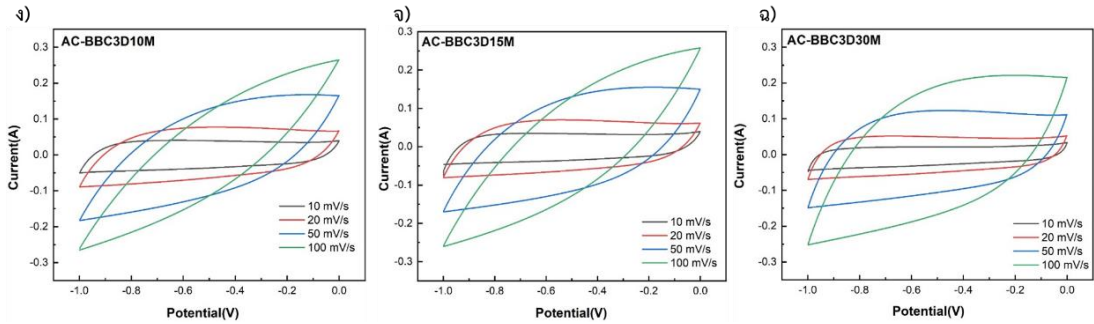 ง)
AC-BBC3D10M
Current(A)
0.3
0.2
0.1
0.0
-0.1
-0.2
-0.3
10 mV/s
20 mV/s
50 mV/s
100 mV/s
-1.0 -0.8 -0.6 -0.4 -0.2 0.0
Potential(V)
จ)
AC-BBC3D15M
Current(A)
0.3
0.2
0.1
0.0
-0.1
-0.2
-0.3
10 mV/s
20 mV/s
50 mV/s
100 mV/s
-1.0 -0.8 -0.6 -0.4 -0.2 0.0
Potential(V)
ฉ)
AC-BBC3D30M
Current(A)
0.3
0.2
0.1
0.0
-0.1
-0.2
-0.3
10 mV/s
20 mV/s
50 mV/s
100 mV/s
-1.0 -0.8 -0.6 -0.4 -0.2 0.0
Potential(V)